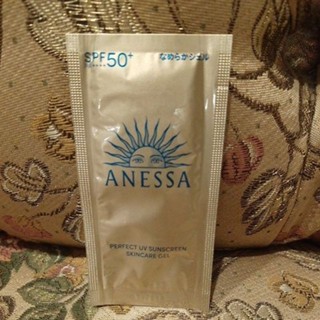 SPF50+ なめらかジェル
ANESSA
PERFECT UV SUNSCREEN
SKINCARE GEL